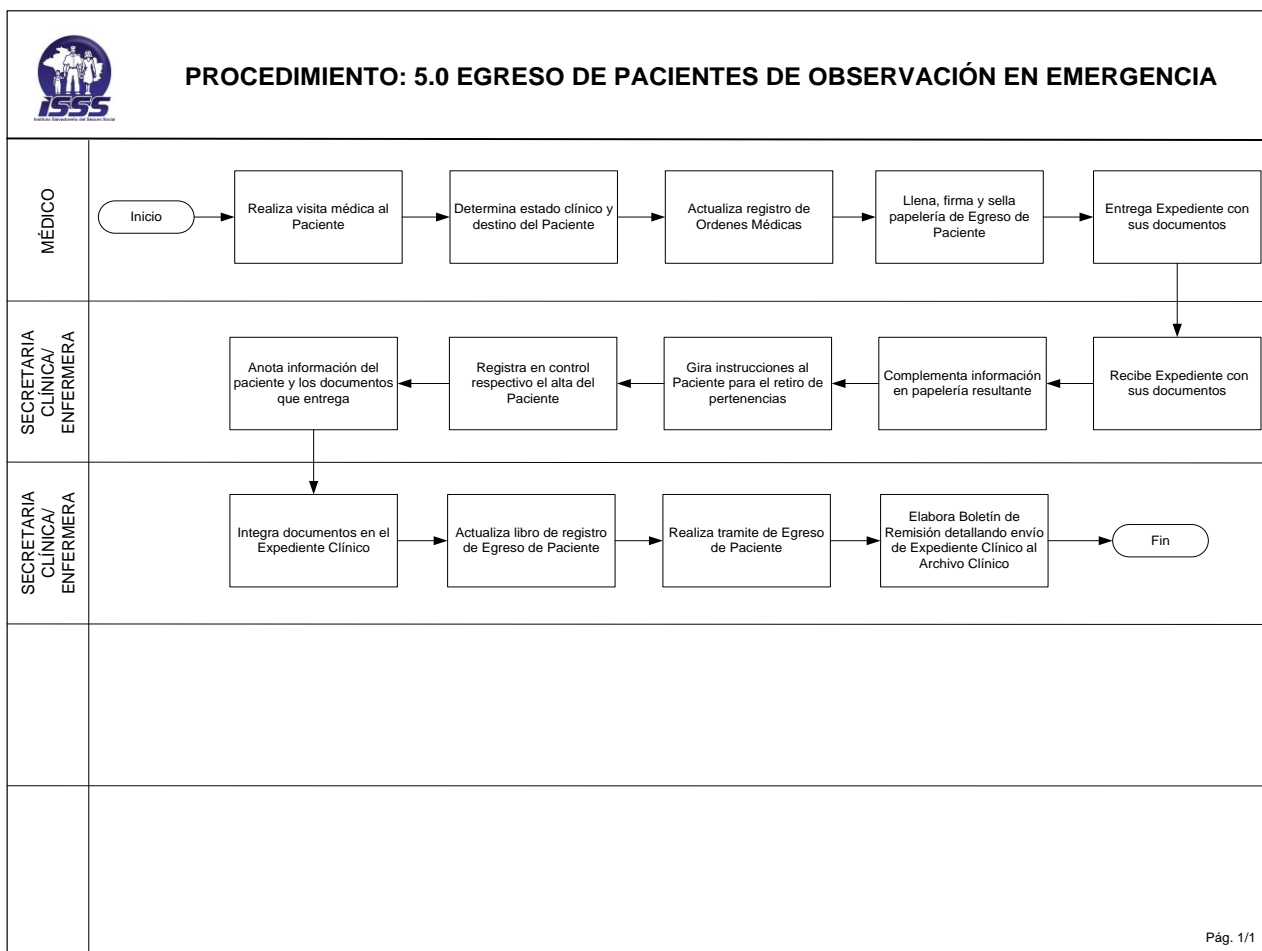 ISSS
Instituto Salvadoreño del Seguro Social
PROCEDIMIENTO: 5.0 EGRESO DE PACIENTES DE OBSERVACIÓN EN EMERGENCIA
MÉDICO
Inicio
Realiza visita médica al
Paciente
Determina estado clínico y
destino del Paciente
Actualiza registro de
Ordenes Médicas
Llena, firma y sella
papelería de Egreso de
Paciente
Entrega Expediente con
sus documentos
SECRETARIA
CLÍNICA/
ENFERMERA
Recibe Expediente con
sus documentos
Complementa información
en papelería resultante
Gira instrucciones al
Paciente para el retiro de
pertenencias
Registra en control
respectivo el alta del
Paciente
Anota información del
paciente y los documentos
que entrega
SECRETARIA
CLÍNICA/
ENFERMERA
Integra documentos en el
Expediente Clínico
Actualiza libro de registro
de Egreso de Paciente
Realiza tramite de Egreso
de Paciente
Elabora Boletín de
Remisión detallando envío
de Expediente Clínico al
Archivo Clínico
Fin
Pág. 1/1